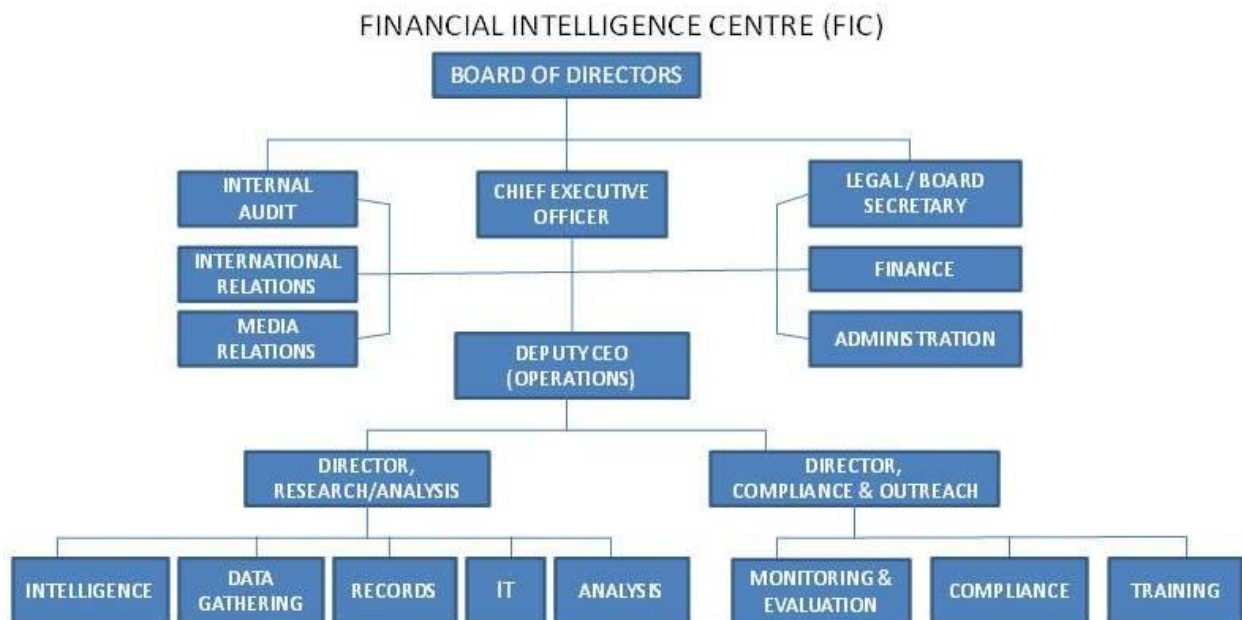 FINANCIAL INTELLIGENCE CENTRE (FIC)
BOARD OF DIRECTORS
INTERNAL
AUDIT
CHIEF EXECUTIVE
OFFICER
LEGAL / BOARD
SECRETARY
INTERNATIONAL
RELATIONS
FINANCE
MEDIA
RELATIONS
DEPUTY CEO
(OPERATIONS)
ADMINISTRATION
DIRECTOR,
RESEARCH/ANALYSIS
DIRECTOR,
COMPLIANCE & OUTREACH
INTELLIGENCE
DATA
GATHERING
RECORDS
IT
ANALYSIS
MONITORING &
EVALUATION
COMPLIANCE
TRAINING